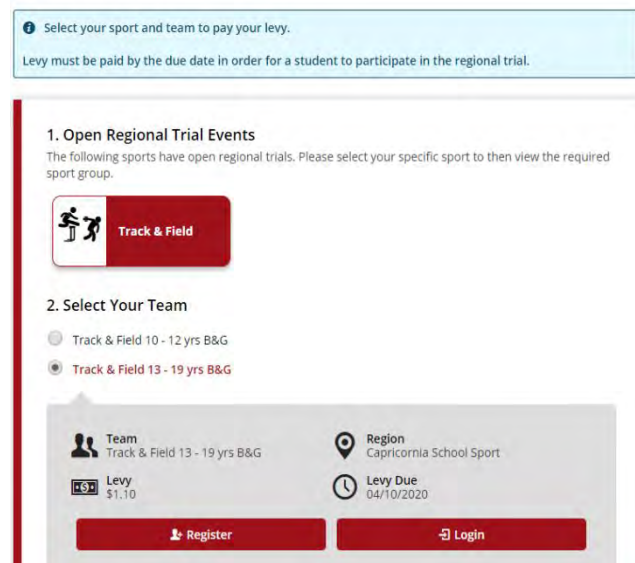 Select your sport and team to pay your levy.
Levy must be paid by the due date in order for a student to participate in the regional trial.
1. Open Regional Trial Events
The following sports have open regional trials. Please select your specific sport to then view the required
sport group.
Track & Field
2. Select Your Team
Track & Field 10 - 12 yrs B&G
Track & Field 13 - 19 yrs B&G
Team
Track & Field 13 - 19 yrs B&G
Region
Capricornia School Sport
Levy
$1.10
Levy Due
04/10/2020
Register
Login